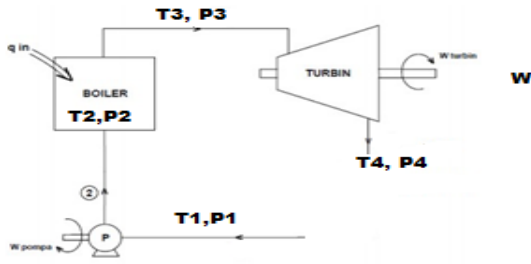 T3, P3
q in
BOILER
T2,P2
TURBIN
W turbin
W
T4, P4
2
T1,P1
W pompa
P